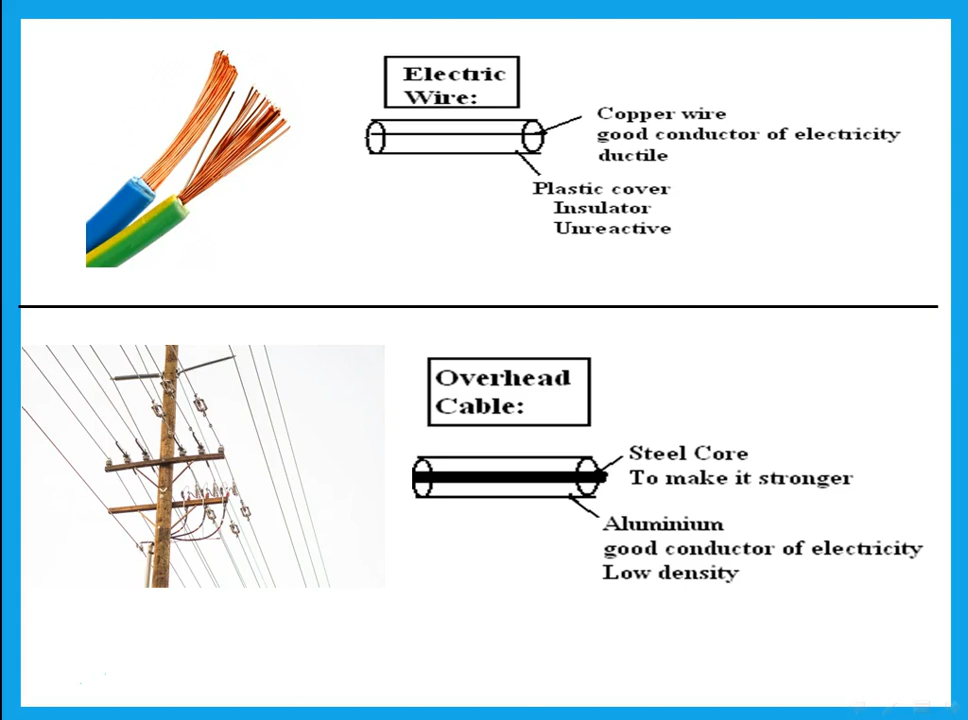 Electric
Wire:
Copper wire
good conductor of electricity
ductile
Plastic cover
Insulator
Unreactive
Overhead
Cable:
Steel Core
To make it stronger
Aluminium
good conductor of electricity
Low density